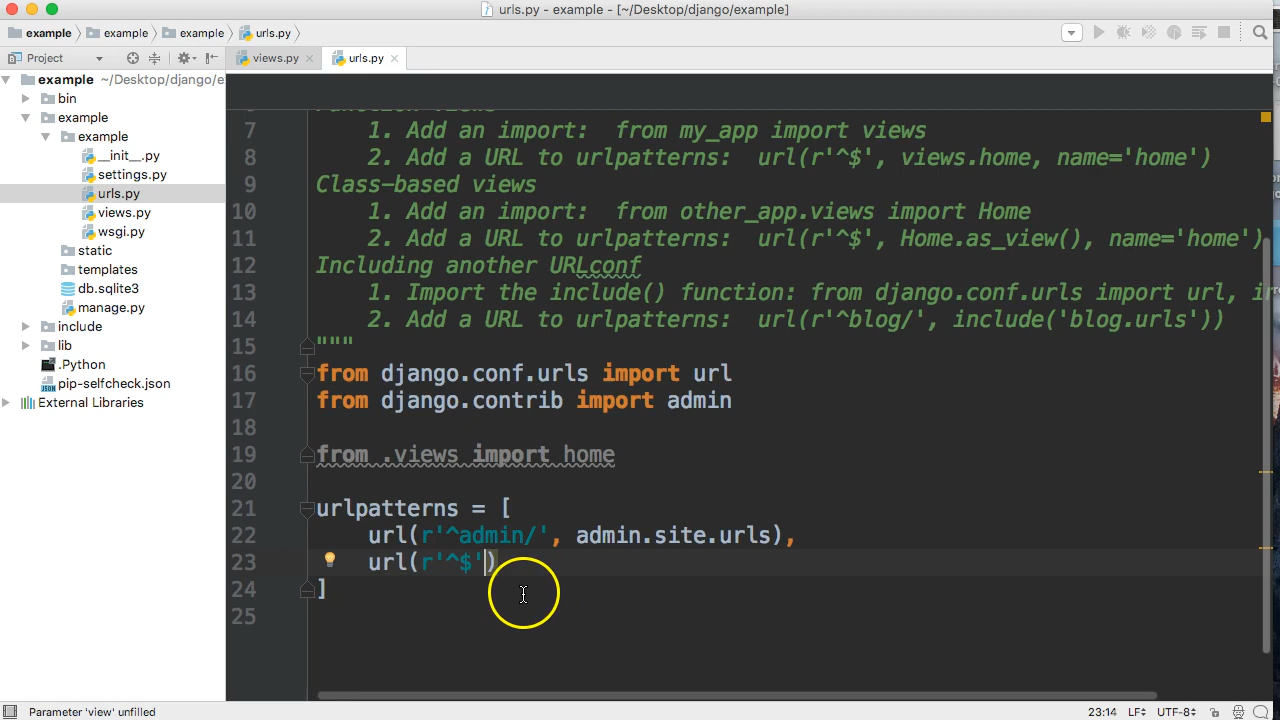 urls.py - example - [~/Desktop/django/example]
example example example urls.py
Project views.py urls.py
example ~/Desktop/django/e
bin
example
example
__init__.py
settings.py
urls.py
views.py
wsgi.py
static
templates
db.sqlite3
manage.py
include
lib
.Python
pip-selfcheck.json
External Libraries
7 1. Add an import:  from my_app import views
8 2. Add a URL to urlpatterns:  url(r'^$', views.home, name='home')
9 Class-based views
10 1. Add an import:  from other_app.views import Home
11 2. Add a URL to urlpatterns:  url(r'^$', Home.as_view(), name='home')
12 Including another URLconf
13 1. Import the include() function: from django.conf.urls import url, in
14 2. Add a URL to urlpatterns:  url(r'^blog/', include('blog.urls'))
15 """
16 from django.conf.urls import url
17 from django.contrib import admin
18
19 from .views import home
20
21 urlpatterns = [
22 url(r'^admin/', admin.site.urls),
23 url(r'^$')
24 ]
25
Parameter 'view' unfilled 23:14 LF UTF-8